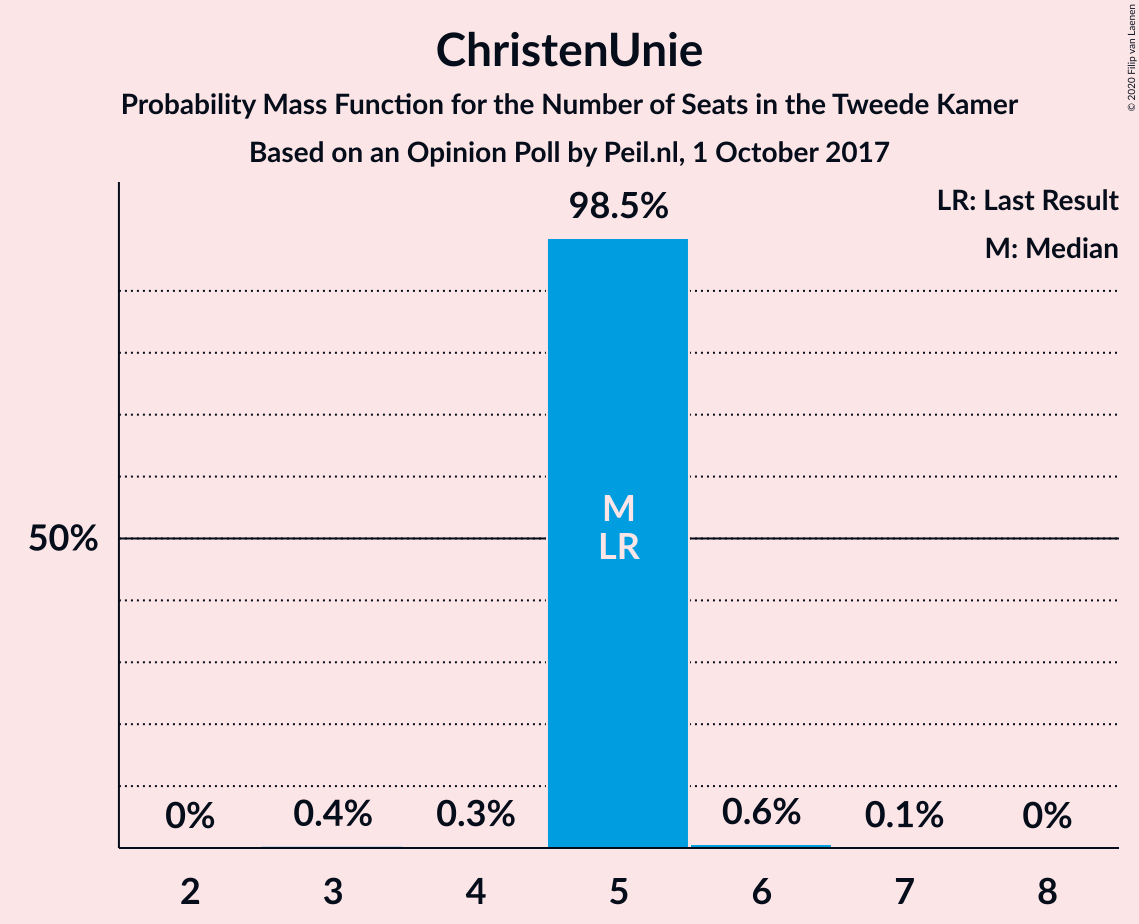 ChristenUnie
Probability Mass Function for the Number of Seats in the Tweede Kamer
Based on an Opinion Poll by Peil.nl, 1 October 2017
© 2020 Filip van Laenen
LR: Last Result
M: Median
98.5%
M
LR
50%
0%
0.4%
0.3%
0.6%
0.1%
0%
2 3 4 5 6 7 8